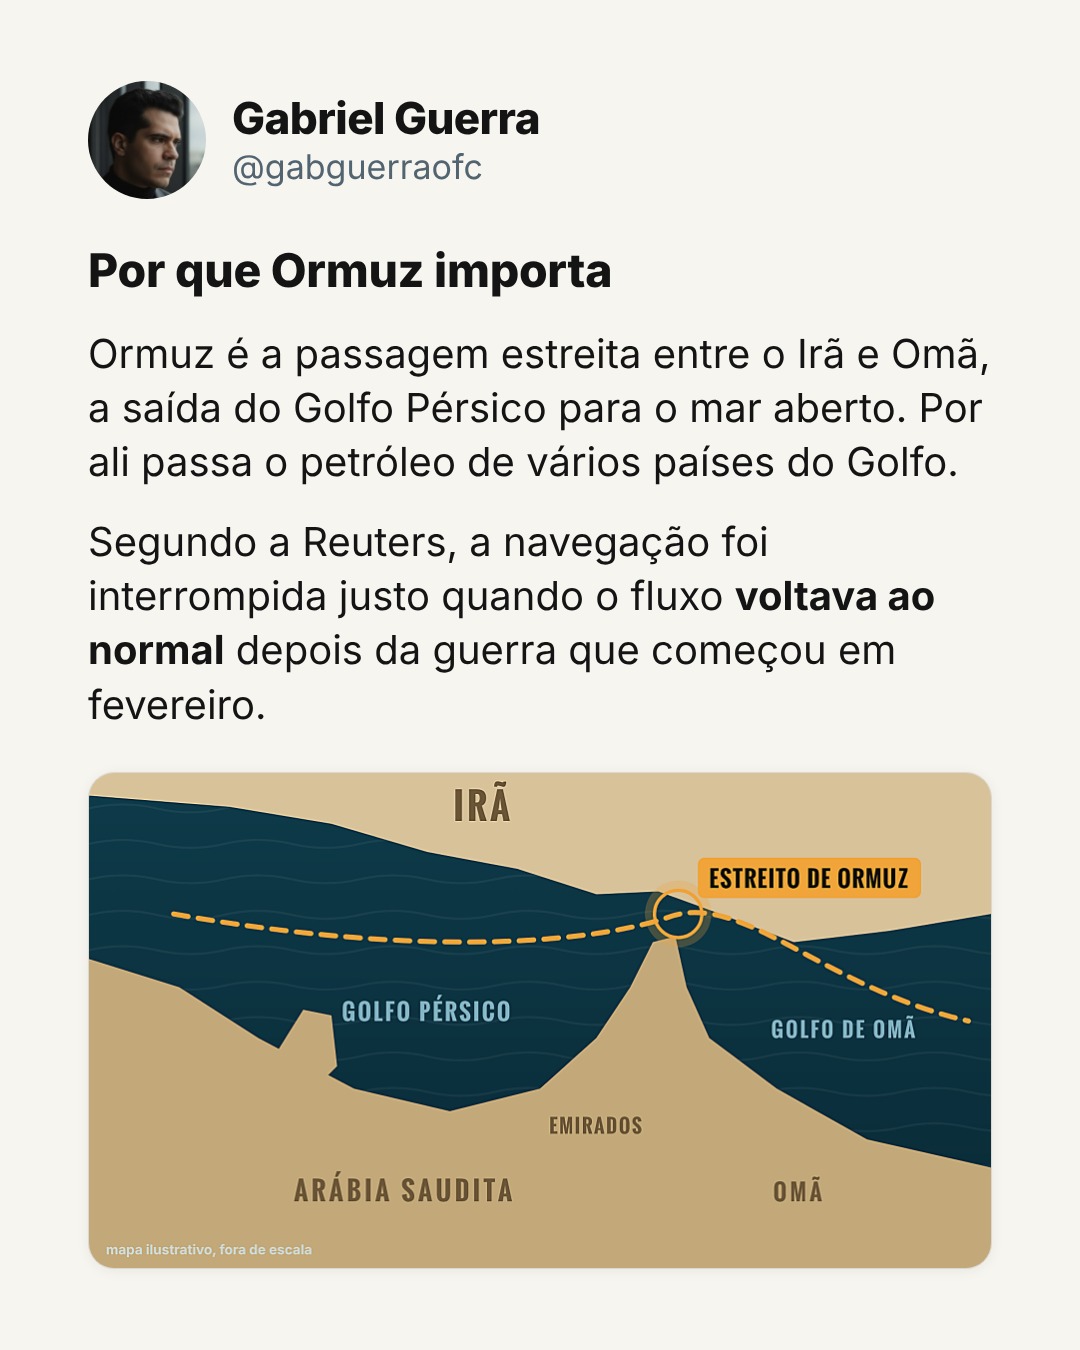 Gabriel Guerra
@gabguerraofc
Por que Ormuz importa
Ormuz é a passagem estreita entre o Irã e Omã,
a saída do Golfo Pérsico para o mar aberto. Por
ali passa o petróleo de vários países do Golfo.
Segundo a Reuters, a navegação foi
interrompida justo quando o fluxo voltava ao
normal depois da guerra que começou em
fevereiro.
IRÃ
ESTREITO DE ORMUZ
GOLFO PÉRSICO
GOLFO DE OMÃ
EMIRADOS
ARÁBIA SAUDITA
OMÃ
mapa ilustrativo, fora de escala